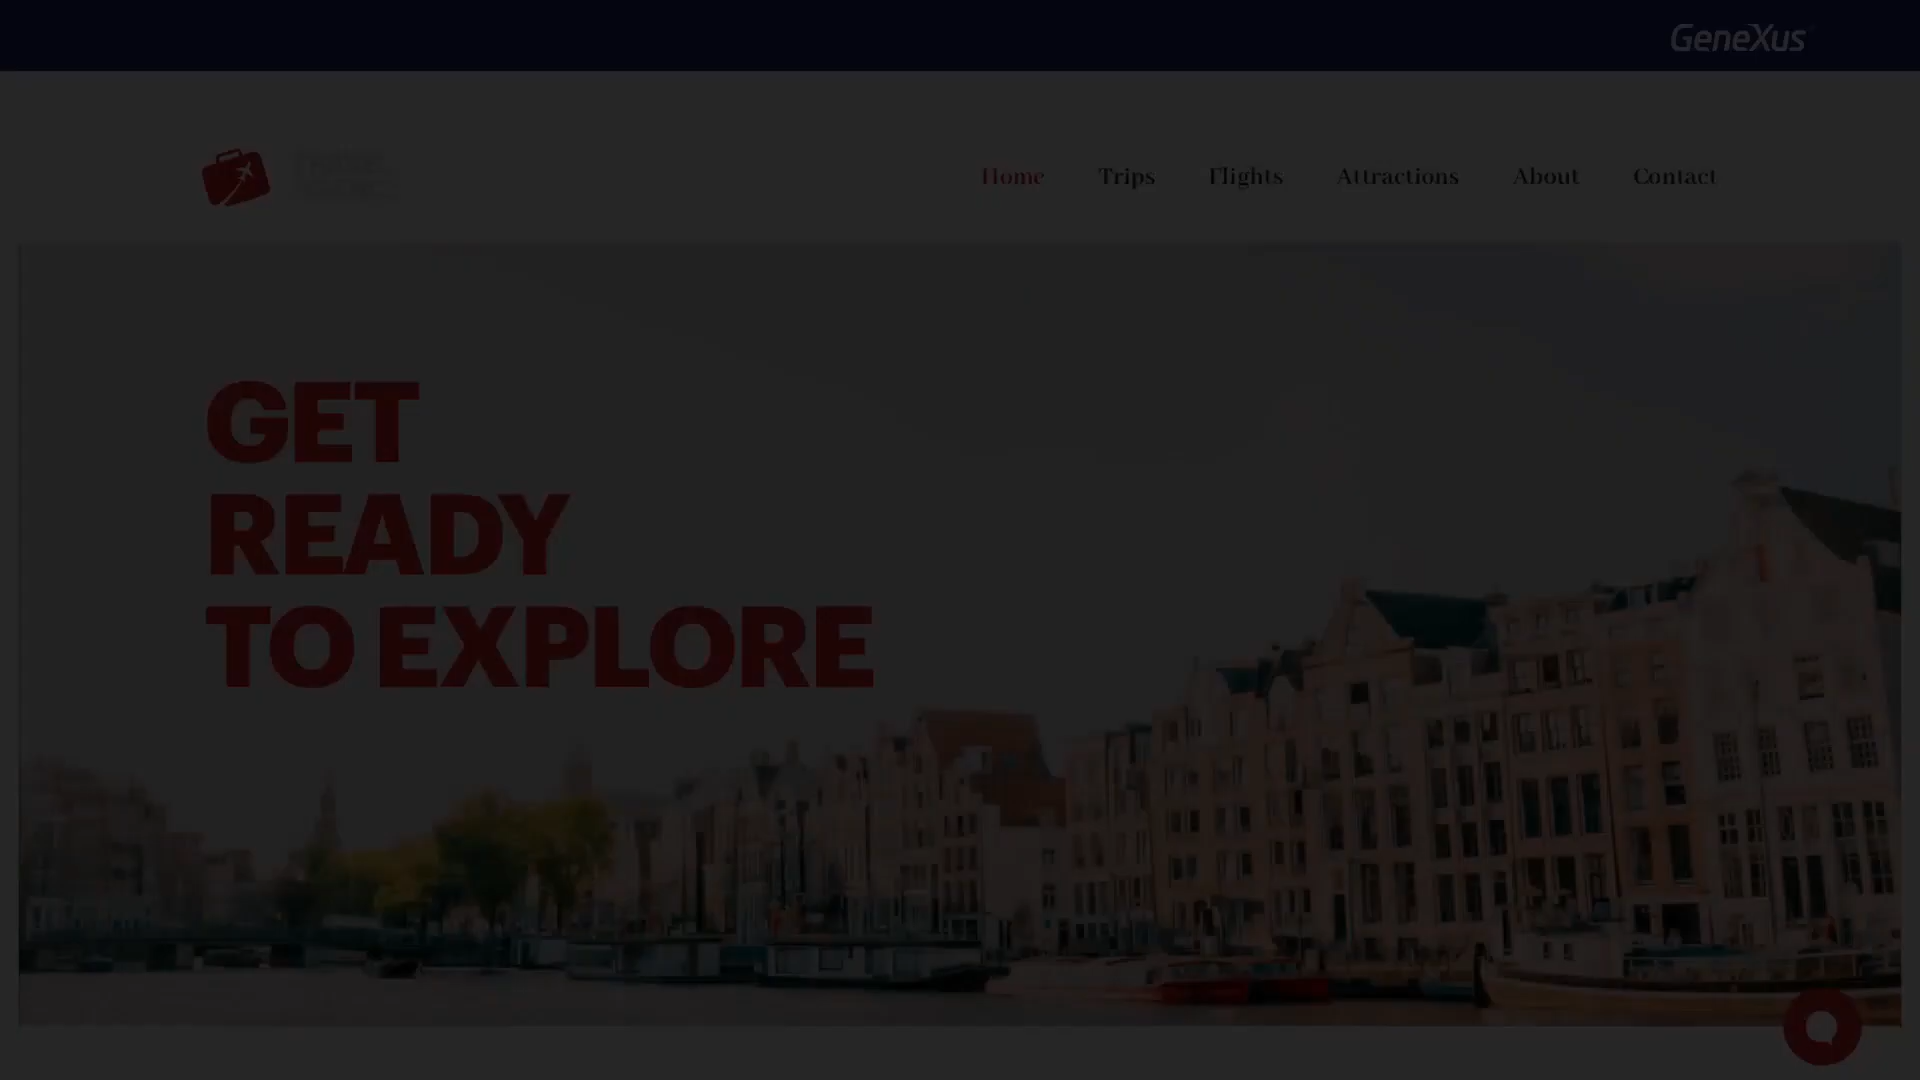 GeneXus
Home Trips Flights Attractions About Contact
GET
READY
TO EXPLORE